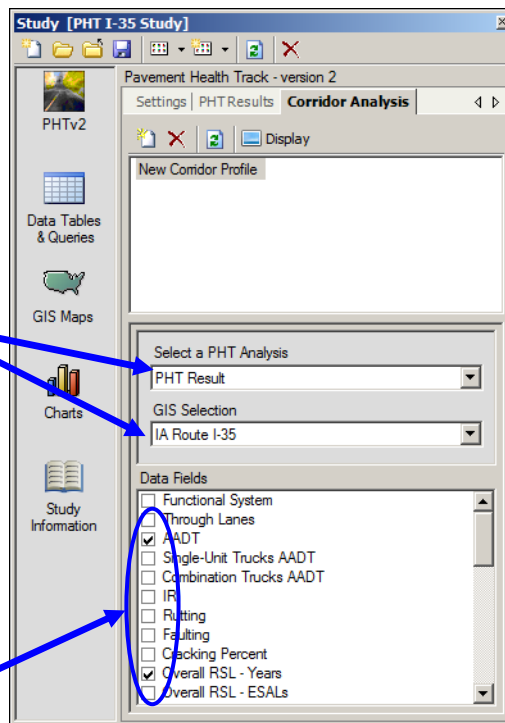 Study [PHT I-35 Study]
Pavement Health Track - version 2
Settings
PHT Results
Corridor Analysis
Display
New Corridor Profile
PHTv2
Data Tables
& Queries
GIS Maps
Charts
Study
Information
Select a PHT Analysis
PHT Result
GIS Selection
IA Route I-35
Data Fields
Functional System
Through Lanes
AADT
Single-Unit Trucks AADT
Combination Trucks AADT
IR
Rutting
Faulting
Cracking Percent
Overall RSL - Years
Overall RSL - ESALs